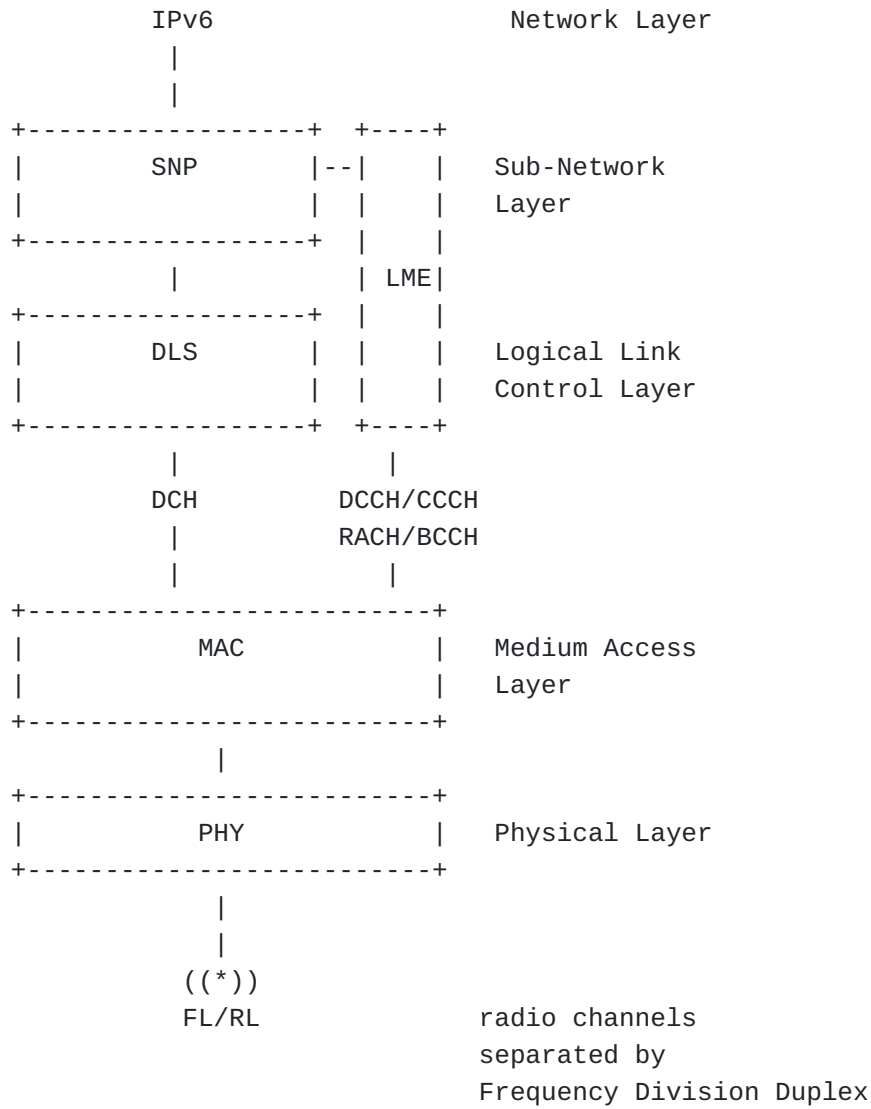 IPv6 Network Layer
SNP Sub-Network
Layer
LME
DLS Logical Link
Control Layer
DCH DCCH/CCCH
RACH/BCCH
MAC Medium Access
Layer
PHY Physical Layer
((*))
FL/RL radio channels
separated by
Frequency Division Duplex